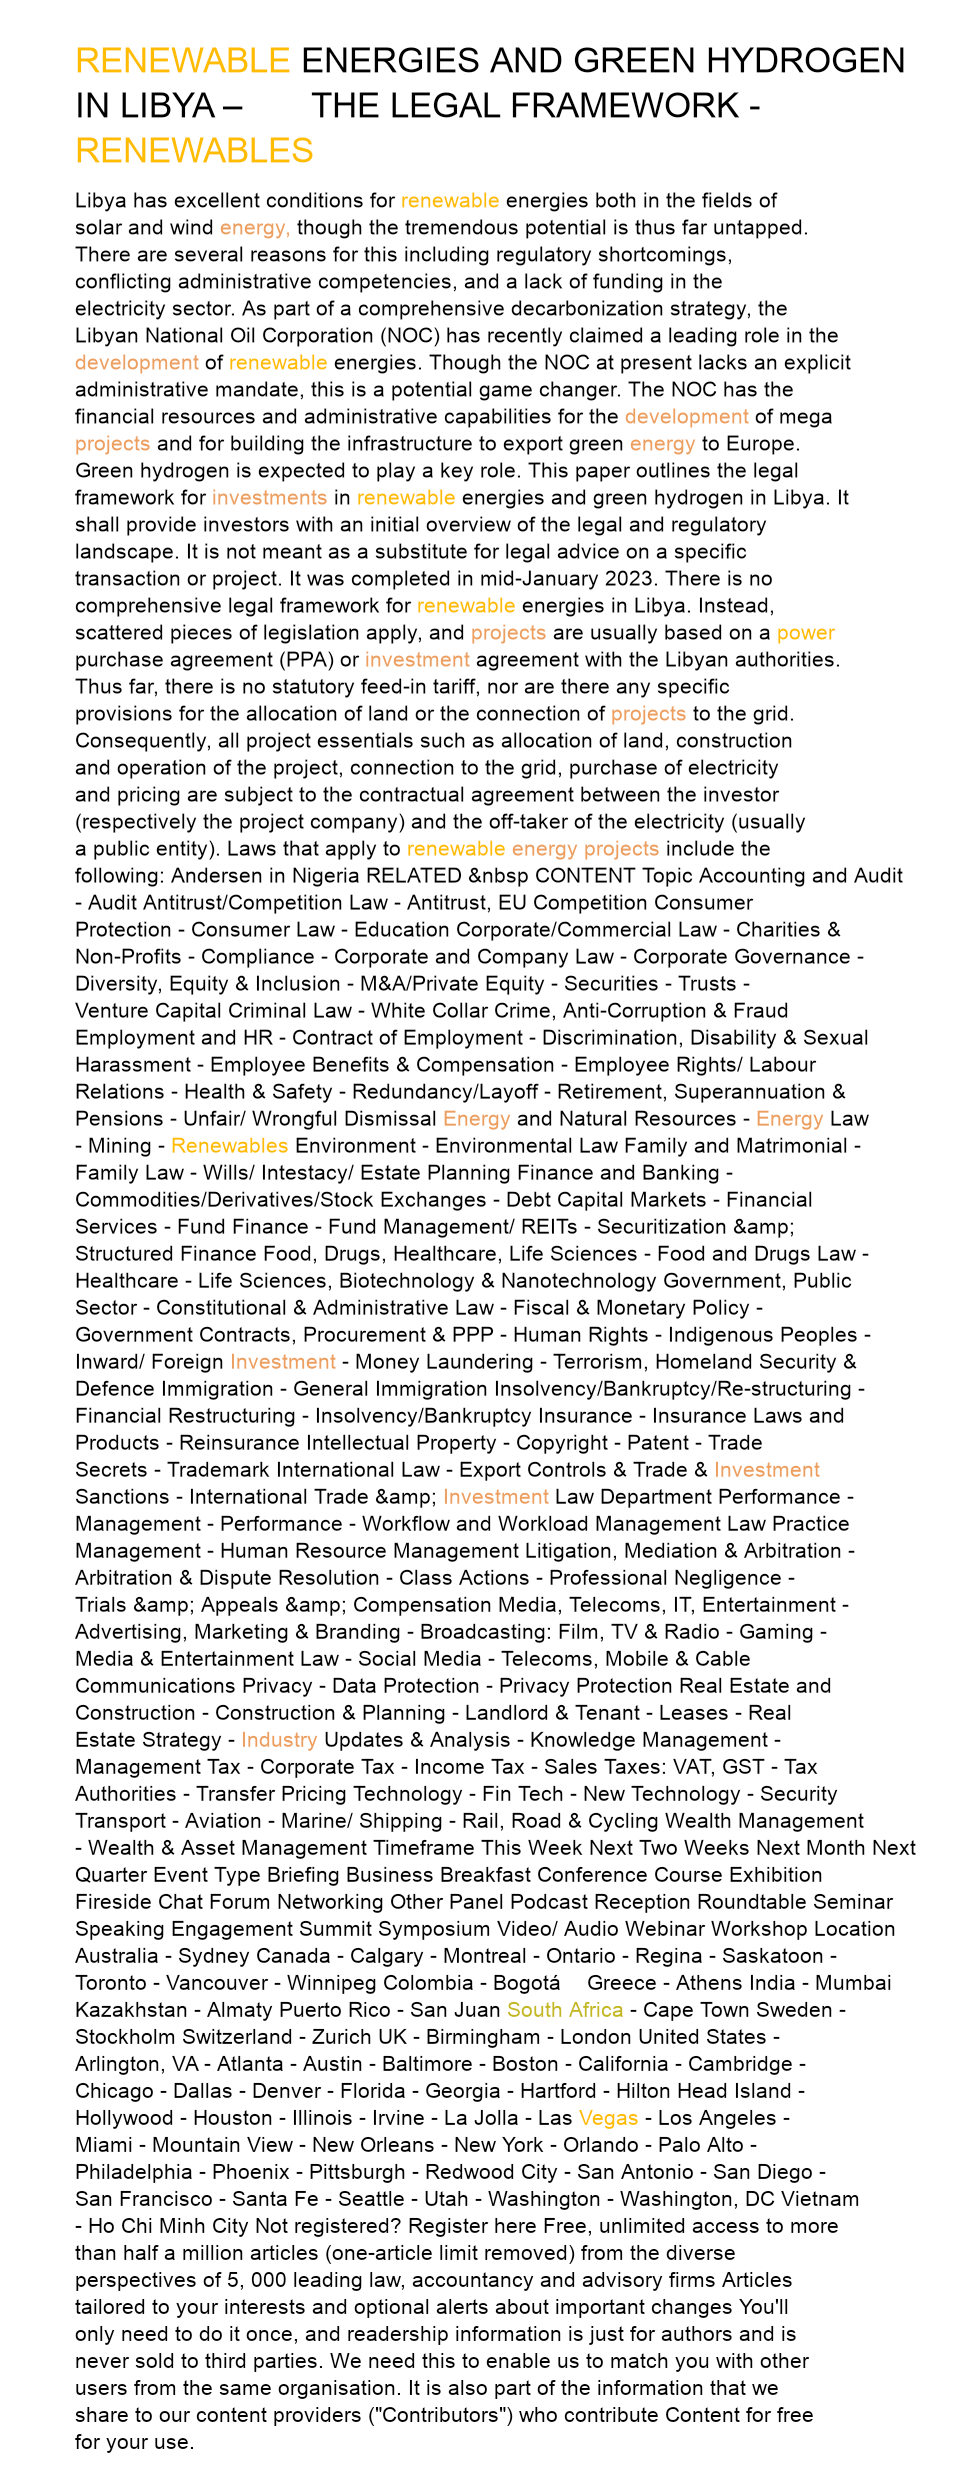 RENEWABLE ENERGIES AND GREEN HYDROGEN
IN LIBYA – THE LEGAL FRAMEWORK -
RENEWABLES
Libya has excellent conditions for renewable energies both in the fields of
solar and wind energy, though the tremendous potential is thus far untapped.
There are several reasons for this including regulatory shortcomings,
conflicting administrative competencies, and a lack of funding in the
electricity sector. As part of a comprehensive decarbonization strategy, the
Libyan National Oil Corporation (NOC) has recently claimed a leading role in the
development of renewable energies. Though the NOC at present lacks an explicit
administrative mandate, this is a potential game changer. The NOC has the
financial resources and administrative capabilities for the development of mega
projects and for building the infrastructure to export green energy to Europe.
Green hydrogen is expected to play a key role. This paper outlines the legal
framework for investments in renewable energies and green hydrogen in Libya. It
shall provide investors with an initial overview of the legal and regulatory
landscape. It is not meant as a substitute for legal advice on a specific
transaction or project. It was completed in mid-January 2023. There is no
comprehensive legal framework for renewable energies in Libya. Instead,
scattered pieces of legislation apply, and projects are usually based on a power
purchase agreement (PPA) or investment agreement with the Libyan authorities.
Thus far, there is no statutory feed-in tariff, nor are there any specific
provisions for the allocation of land or the connection of projects to the grid.
Consequently, all project essentials such as allocation of land, construction
and operation of the project, connection to the grid, purchase of electricity
and pricing are subject to the contractual agreement between the investor
(respectively the project company) and the off-taker of the electricity (usually
a public entity). Laws that apply to renewable energy projects include the
following: Andersen in Nigeria RELATED &nbsp CONTENT Topic Accounting and Audit
- Audit Antitrust/Competition Law - Antitrust, EU Competition Consumer
Protection - Consumer Law - Education Corporate/Commercial Law - Charities &
Non-Profits - Compliance - Corporate and Company Law - Corporate Governance -
Diversity, Equity & Inclusion - M&A/Private Equity - Securities - Trusts -
Venture Capital Criminal Law - White Collar Crime, Anti-Corruption & Fraud
Employment and HR - Contract of Employment - Discrimination, Disability & Sexual
Harassment - Employee Benefits & Compensation - Employee Rights/ Labour
Relations - Health & Safety - Redundancy/Layoff - Retirement, Superannuation &
Pensions - Unfair/ Wrongful Dismissal Energy and Natural Resources - Energy Law
- Mining - Renewables Environment - Environmental Law Family and Matrimonial -
Family Law - Wills/ Intestacy/ Estate Planning Finance and Banking -
Commodities/Derivatives/Stock Exchanges - Debt Capital Markets - Financial
Services - Fund Finance - Fund Management/ REITs - Securitization &amp;
Structured Finance Food, Drugs, Healthcare, Life Sciences - Food and Drugs Law -
Healthcare - Life Sciences, Biotechnology & Nanotechnology Government, Public
Sector - Constitutional & Administrative Law - Fiscal & Monetary Policy -
Government Contracts, Procurement & PPP - Human Rights - Indigenous Peoples -
Inward/ Foreign Investment - Money Laundering - Terrorism, Homeland Security &
Defence Immigration - General Immigration Insolvency/Bankruptcy/Re-structuring -
Financial Restructuring - Insolvency/Bankruptcy Insurance - Insurance Laws and
Products - Reinsurance Intellectual Property - Copyright - Patent - Trade
Secrets - Trademark International Law - Export Controls & Trade & Investment
Sanctions - International Trade &amp; Investment Law Department Performance -
Management - Performance - Workflow and Workload Management Law Practice
Management - Human Resource Management Litigation, Mediation & Arbitration -
Arbitration & Dispute Resolution - Class Actions - Professional Negligence -
Trials &amp; Appeals &amp; Compensation Media, Telecoms, IT, Entertainment -
Advertising, Marketing & Branding - Broadcasting: Film, TV & Radio - Gaming -
Media & Entertainment Law - Social Media - Telecoms, Mobile & Cable
Communications Privacy - Data Protection - Privacy Protection Real Estate and
Construction - Construction & Planning - Landlord & Tenant - Leases - Real
Estate Strategy - Industry Updates & Analysis - Knowledge Management -
Management Tax - Corporate Tax - Income Tax - Sales Taxes: VAT, GST - Tax
Authorities - Transfer Pricing Technology - Fin Tech - New Technology - Security
Transport - Aviation - Marine/ Shipping - Rail, Road & Cycling Wealth Management
- Wealth & Asset Management Timeframe This Week Next Two Weeks Next Month Next
Quarter Event Type Briefing Business Breakfast Conference Course Exhibition
Fireside Chat Forum Networking Other Panel Podcast Reception Roundtable Seminar
Speaking Engagement Summit Symposium Video/ Audio Webinar Workshop Location
Australia - Sydney Canada - Calgary - Montreal - Ontario - Regina - Saskatoon -
Toronto - Vancouver - Winnipeg Colombia - Bogotá Greece - Athens India - Mumbai
Kazakhstan - Almaty Puerto Rico - San Juan South Africa - Cape Town Sweden -
Stockholm Switzerland - Zurich UK - Birmingham - London United States -
Arlington, VA - Atlanta - Austin - Baltimore - Boston - California - Cambridge -
Chicago - Dallas - Denver - Florida - Georgia - Hartford - Hilton Head Island -
Hollywood - Houston - Illinois - Irvine - La Jolla - Las Vegas - Los Angeles -
Miami - Mountain View - New Orleans - New York - Orlando - Palo Alto -
Philadelphia - Phoenix - Pittsburgh - Redwood City - San Antonio - San Diego -
San Francisco - Santa Fe - Seattle - Utah - Washington - Washington, DC Vietnam
- Ho Chi Minh City Not registered? Register here Free, unlimited access to more
than half a million articles (one-article limit removed) from the diverse
perspectives of 5, 000 leading law, accountancy and advisory firms Articles
tailored to your interests and optional alerts about important changes You'll
only need to do it once, and readership information is just for authors and is
never sold to third parties. We need this to enable us to match you with other
users from the same organisation. It is also part of the information that we
share to our content providers ("Contributors") who contribute Content for free
for your use.